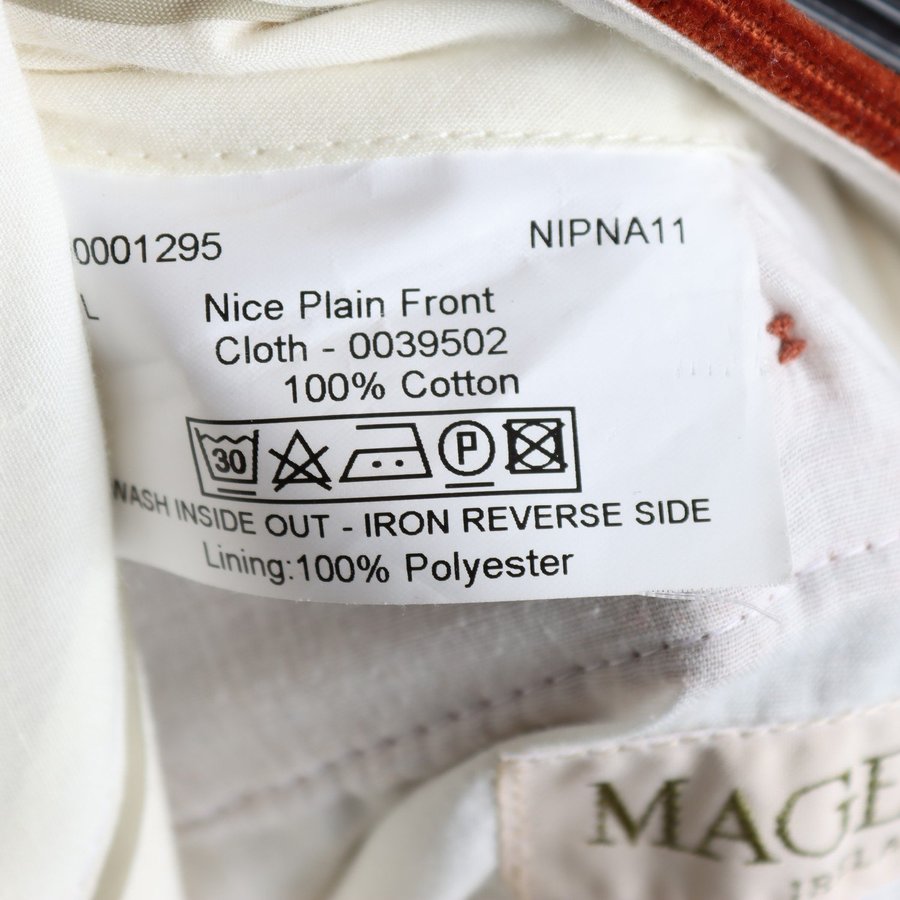 0001295 NIPNA11
L Nice Plain Front
Cloth - 0039502
100% Cotton
30 P
WASH INSIDE OUT - IRON REVERSE SIDE
Lining:100% Polyester
MAGE